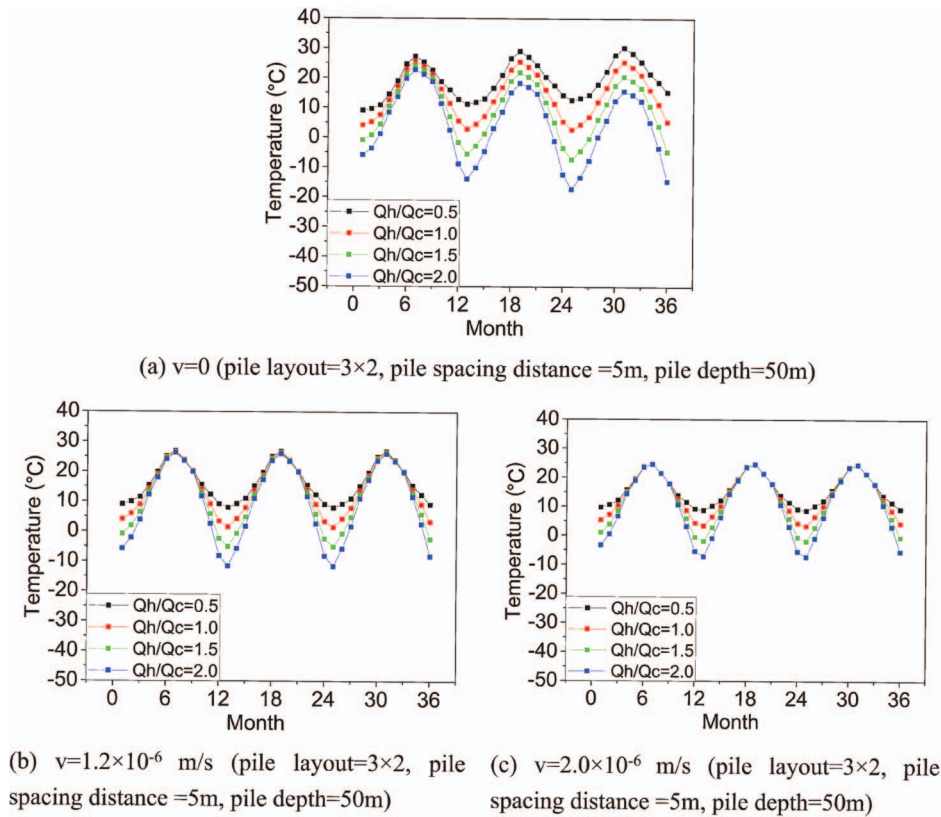 40
30
20
10
0
-10
-20
-30
-40
-50
Temperature (°C)
Qh/Qc=0.5
Qh/Qc=1.0
Qh/Qc=1.5
Qh/Qc=2.0
0 6 12 18 24 30 36
Month
(a) v=0 (pile layout=3×2, pile spacing distance =5m, pile depth=50m)
40
30
20
10
0
-10
-20
-30
-40
-50
Temperature (°C)
Qh/Qc=0.5
Qh/Qc=1.0
Qh/Qc=1.5
Qh/Qc=2.0
0 6 12 18 24 30 36
Month
(b) v=1.2×10⁻⁶ m/s (pile layout=3×2, pile
spacing distance =5m, pile depth=50m)
40
30
20
10
0
-10
-20
-30
-40
-50
Temperature (°C)
Qh/Qc=0.5
Qh/Qc=1.0
Qh/Qc=1.5
Qh/Qc=2.0
0 6 12 18 24 30 36
Month
(c) v=2.0×10⁻⁶ m/s (pile layout=3×2, pile
spacing distance =5m, pile depth=50m)